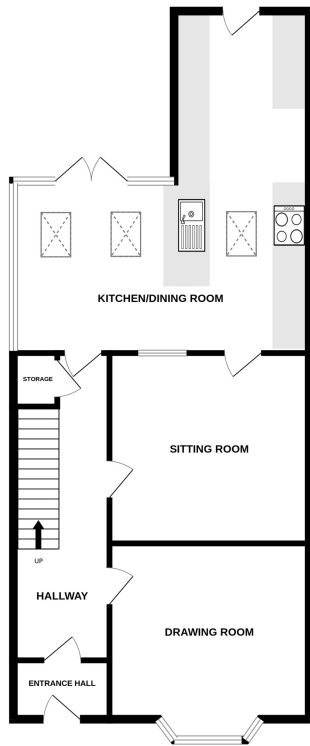 KITCHEN/DINING ROOM
STORAGE
SITTING ROOM
UP
HALLWAY
DRAWING ROOM
ENTRANCE HALL